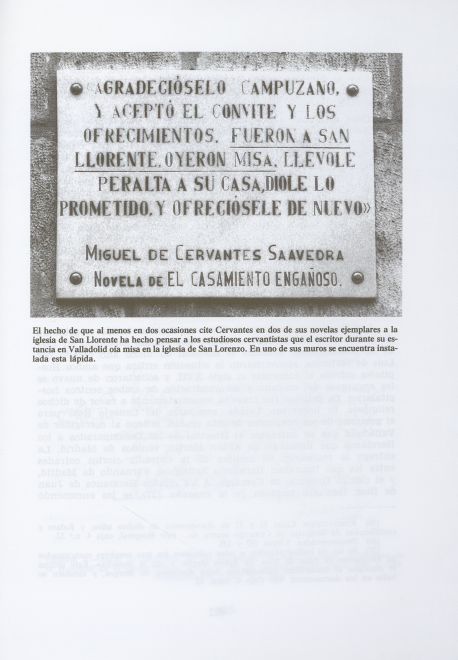 «AGRADECIÓSELO CAMPUZANO,
Y ACEPTÓ EL CONVITE Y LOS
OFRECIMIENTOS. FUERON A SAN
LLORENTE, OYERON MISA, LLEVOLE
PERALTA A SU CASA, DIOLE LO
PROMETIDO, Y OFRECIÓSELE DE NUEVO»
MIGUEL DE CERVANTES SAAVEDRA
NOVELA DE EL CASAMIENTO ENGAÑOSO.
El hecho de que al menos en dos ocasiones cite Cervantes en dos de sus novelas ejemplares a la
iglesia de San Llorente ha hecho pensar a los estudiosos cervantistas que el escritor durante su es-
tancia en Valladolid oía misa en la iglesia de San Lorenzo. En uno de sus muros se encuentra insta-
lada esta lápida.